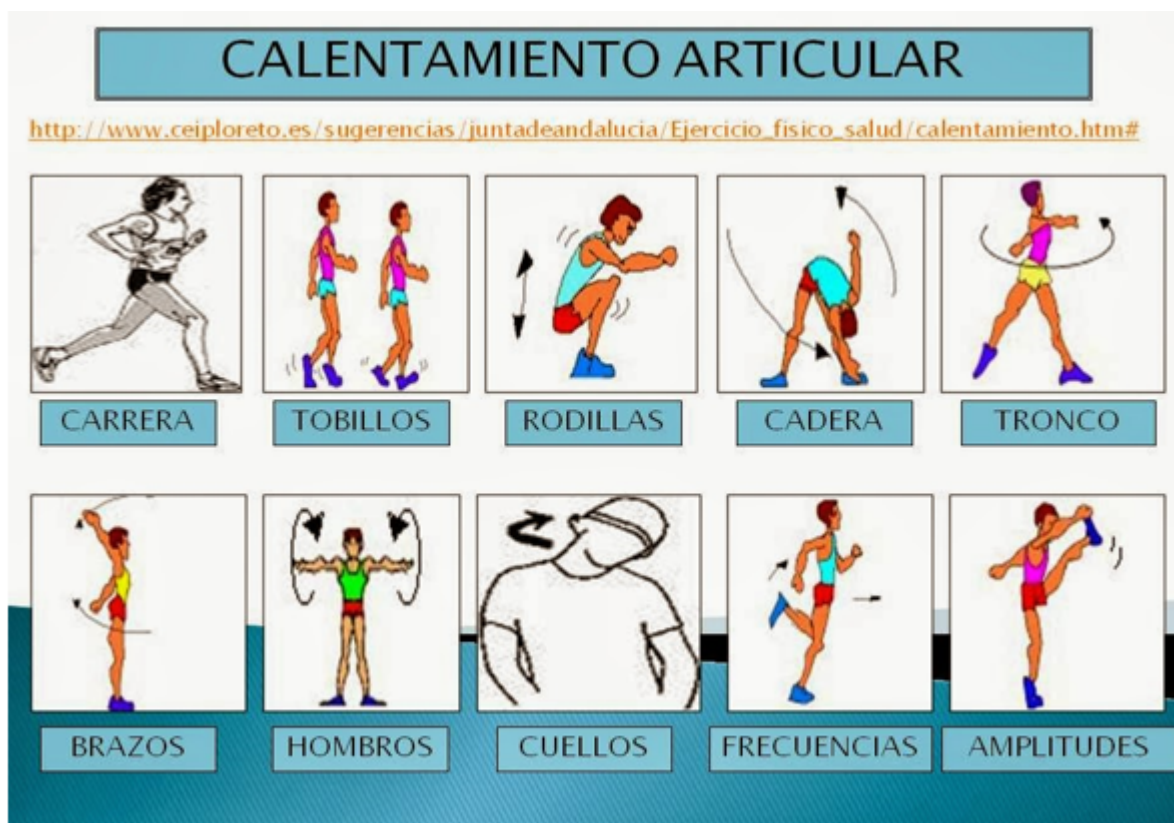 CALENTAMIENTO ARTICULAR
http://www.ceiploreto.es/sugerencias/juntadeandalucia/Ejercicio_fisico_salud/calentamiento.htm#
CARRERA
TOBILLOS
RODILLAS
CADERA
TRONCO
BRAZOS
HOMBROS
CUELLOS
FRECUENCIAS
AMPLITUDES